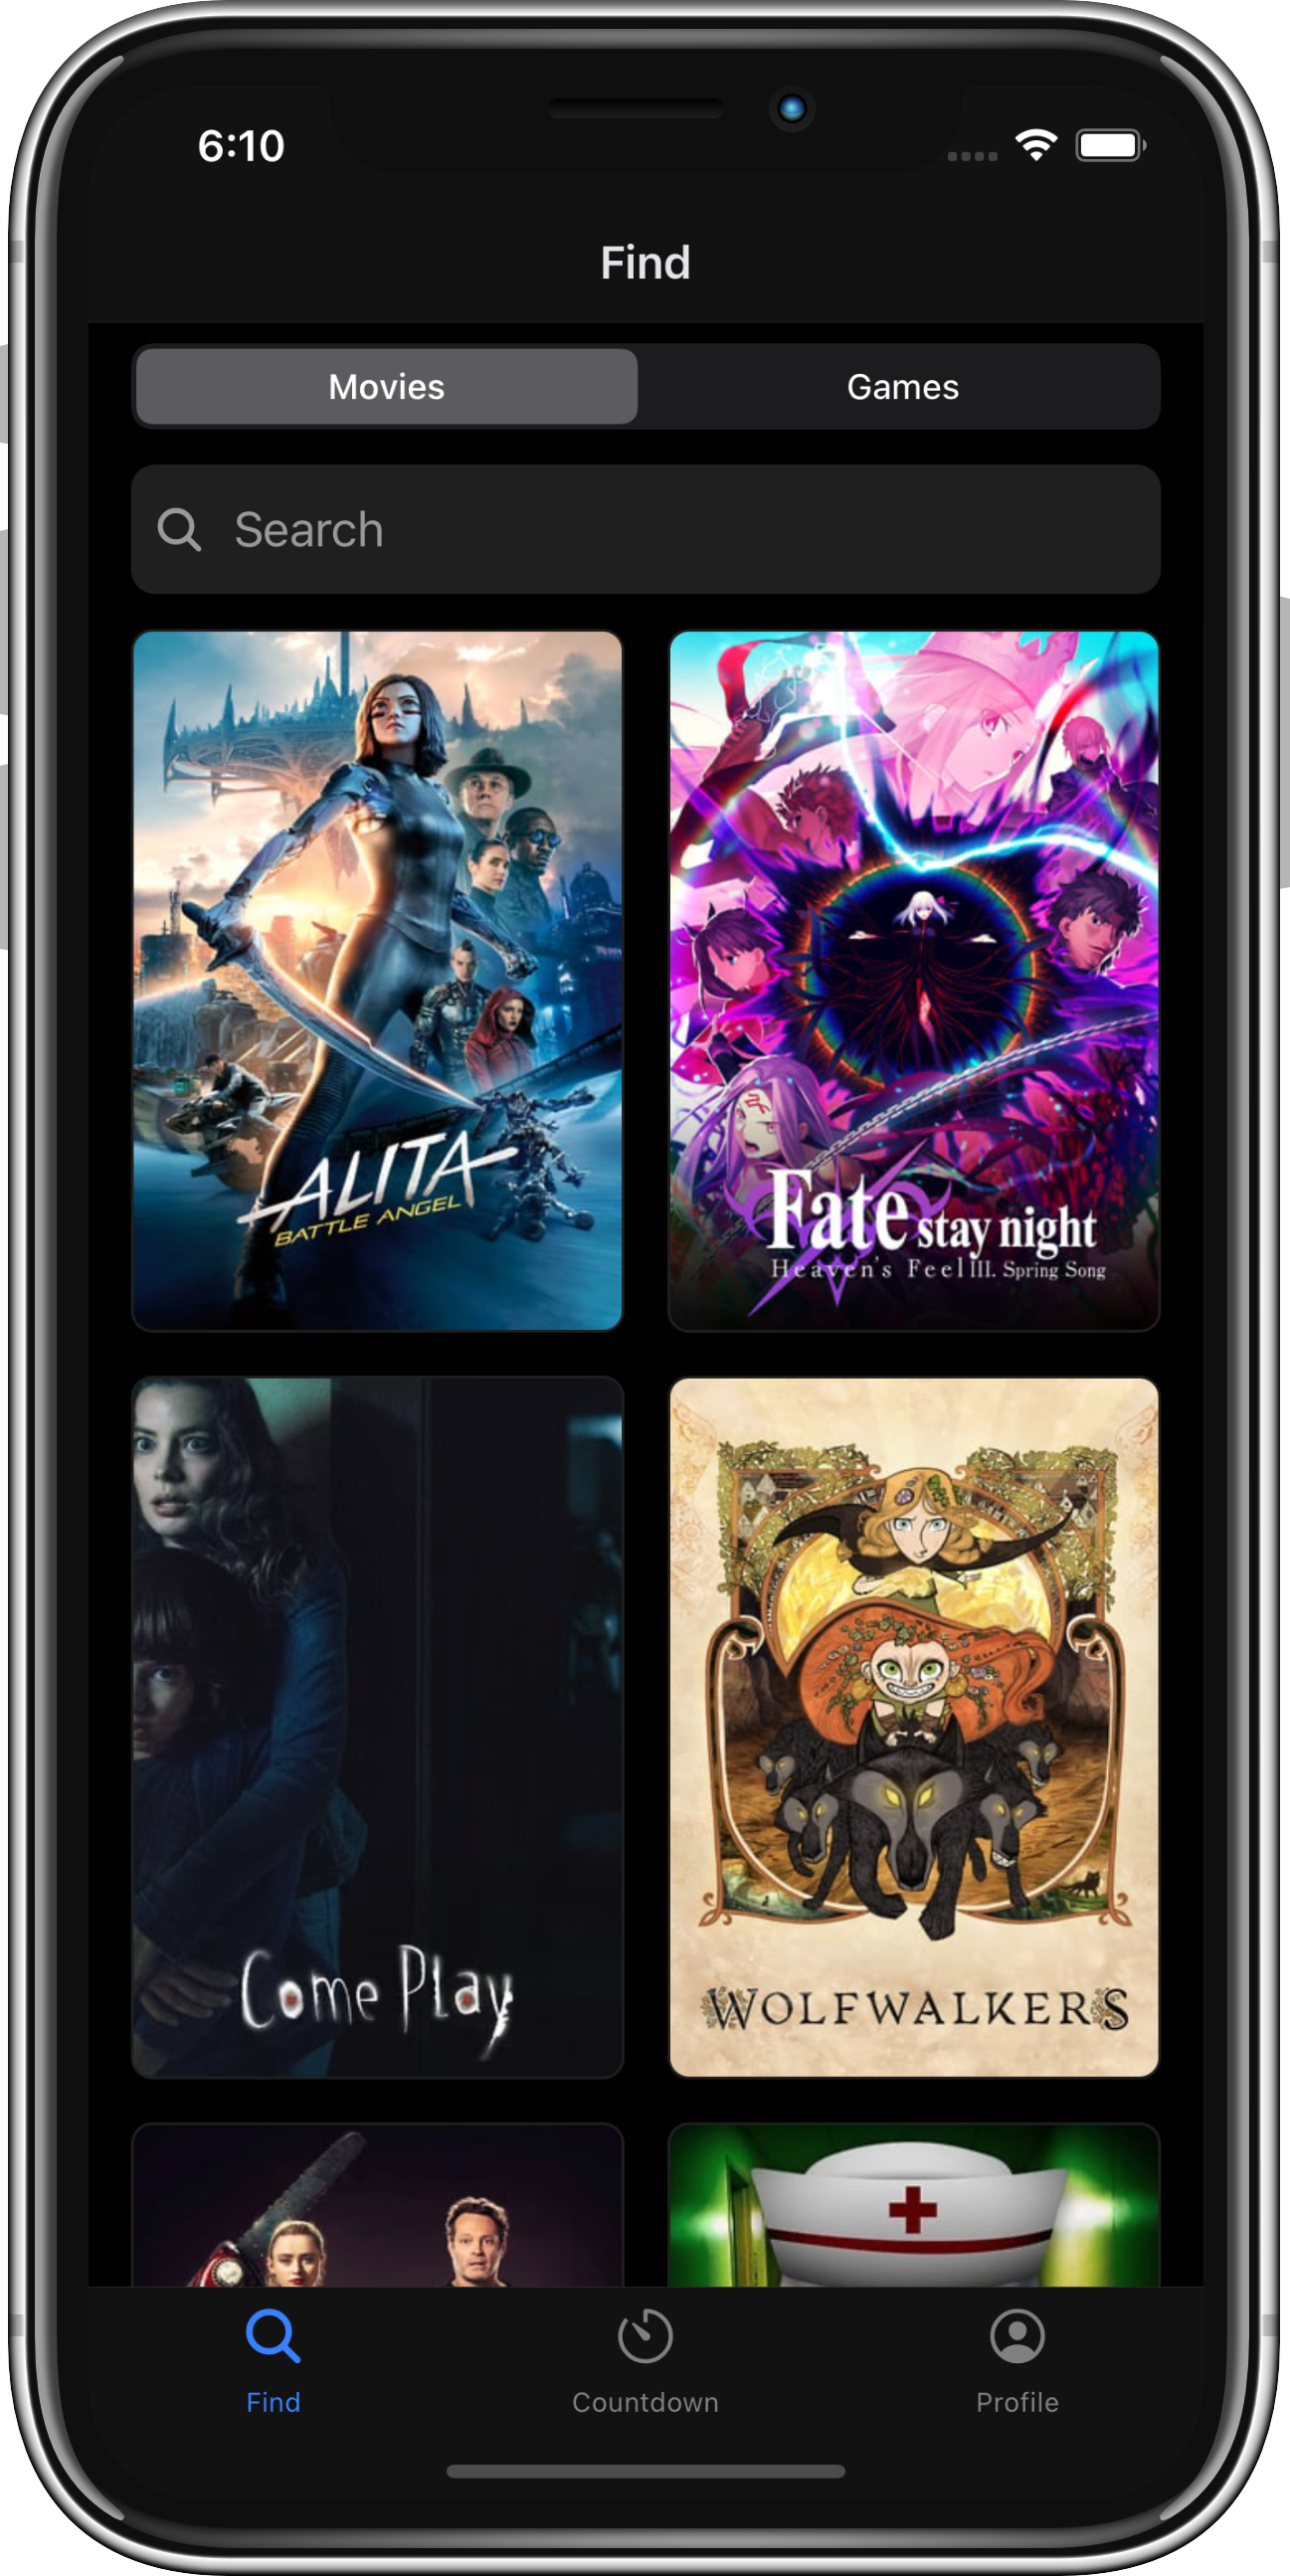 6:10
Find
Movies
Games
Search
ALITA
BATTLE ANGEL
Fate stay night
Heaven's Feel III. Spring Song
Come Play
WOLFWALKERS
Find
Countdown
Profile